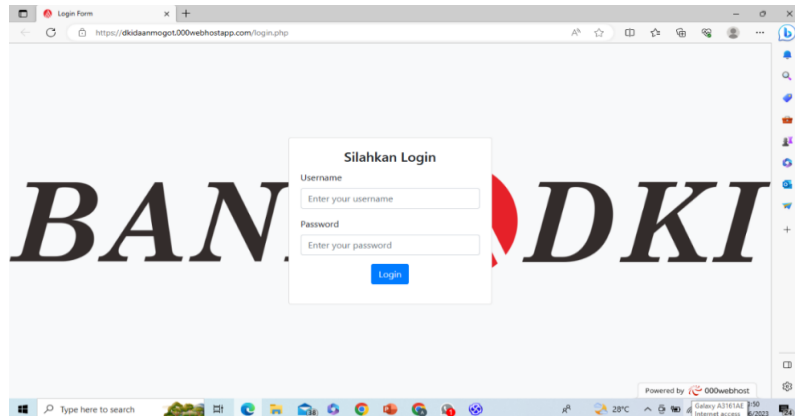 Login Form
https://dkidaanmogot.000webhostapp.com/login.php
Silahkan Login
Username
Enter your username
Password
Enter your password
Login
BAN DKI
Powered by 000webhost
Type here to search
28°C
Galaxy A3161AE
Internet access